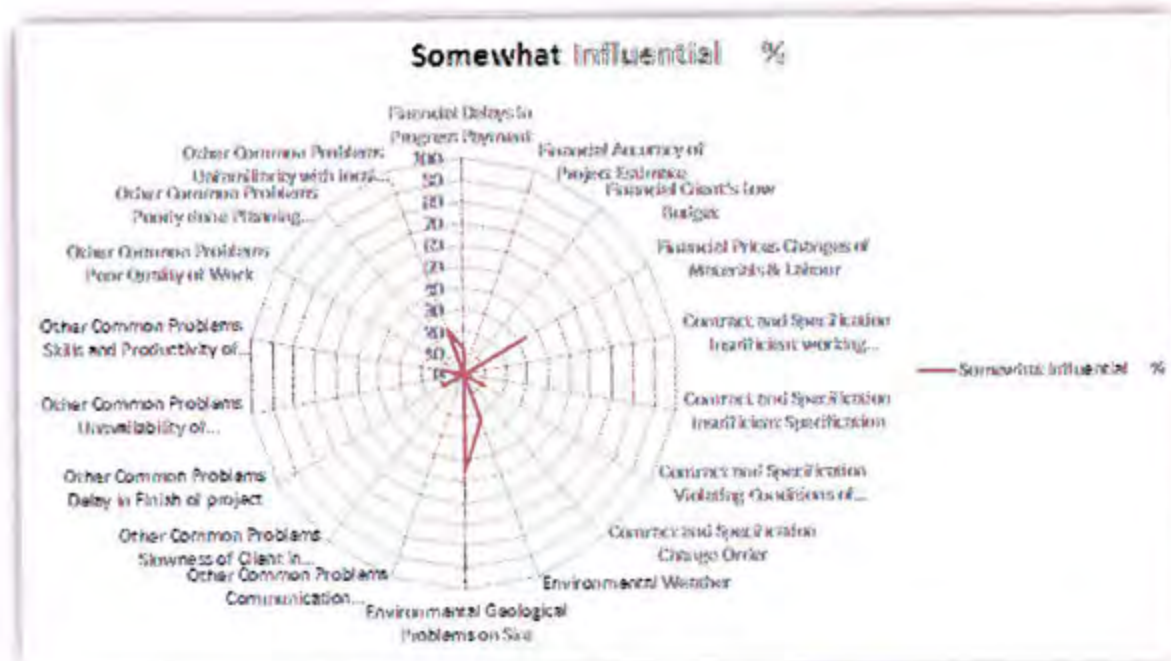 Somewhat Influential %
Financial Delays in
Progress Payment
Financial Accuracy of
Project Estimate
Financial Client's Low
Budget
Financial Prices Changes of
Materials & Labour
Contract and Specification
Insufficient working...
Contract and Specification
Insufficient Specification
Contract and Specification
Violating Conditions of...
Contract and Specification
Change Order
Environmental Weather
Environmental Geological
Problems on Site
Other Common Problems
Communication...
Other Common Problems
Slowness of Client in...
Other Common Problems
Delay in Finish of project
Other Common Problems
Unavailability of...
Other Common Problems
Skills and Productivity of...
Other Common Problems
Poor Quality of Work
Other Common Problems
Poorly done Planning...
Other Common Problems
Unfamiliarity with local...
100
90
80
70
60
50
40
30
20
10
Somewhat Influential %